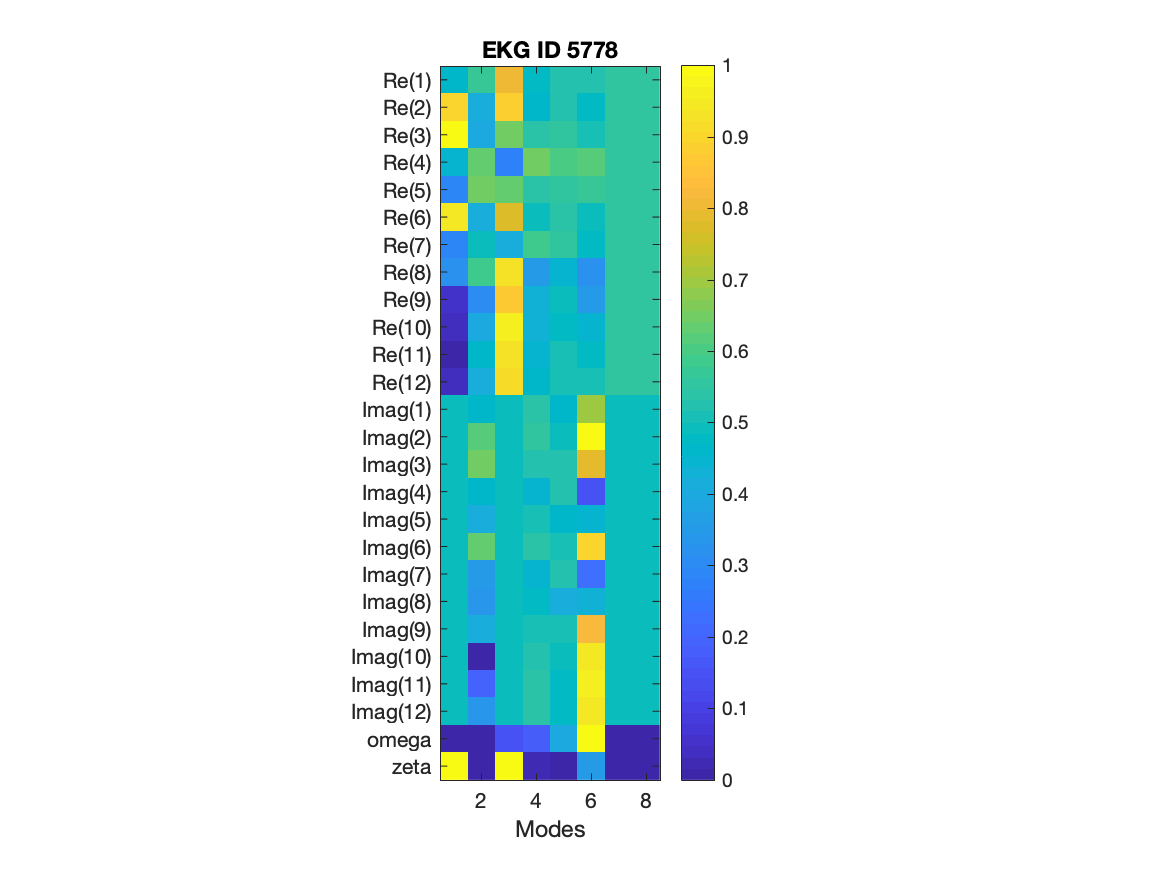 EKG ID 5778
Re(1)
Re(2)
Re(3)
Re(4)
Re(5)
Re(6)
Re(7)
Re(8)
Re(9)
Re(10)
Re(11)
Re(12)
Imag(1)
Imag(2)
Imag(3)
Imag(4)
Imag(5)
Imag(6)
Imag(7)
Imag(8)
Imag(9)
Imag(10)
Imag(11)
Imag(12)
omega
zeta
2 4 6 8
Modes
1
0.9
0.8
0.7
0.6
0.5
0.4
0.3
0.2
0.1
0